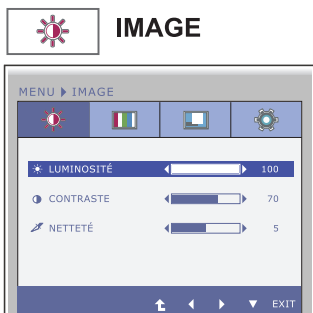 IMAGE
MENU IMAGE
LUMINOSITÉ 100
CONTRASTE 70
NETTETÉ 5
EXIT